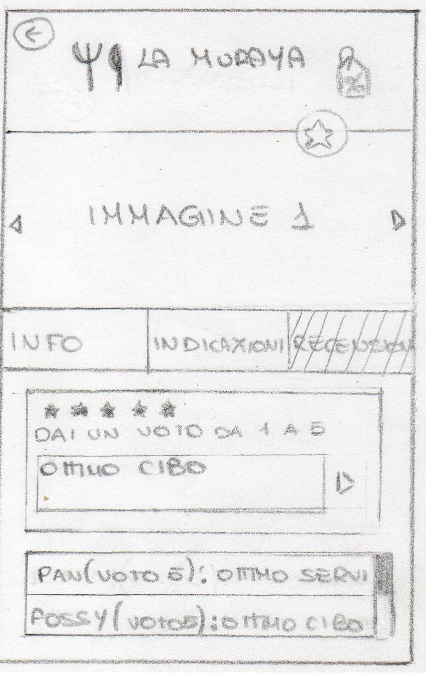 LA MURAYA
%
IMMAGINE 1
INFO
INDICAZIONI
RECENSIONI
DAI UN VOTO DA 1 A 5
OTTIMO CIBO
PAN(VOTO 5): OTTIMO SERVI
POSSY(VOTO5):OTTIMO CIBO